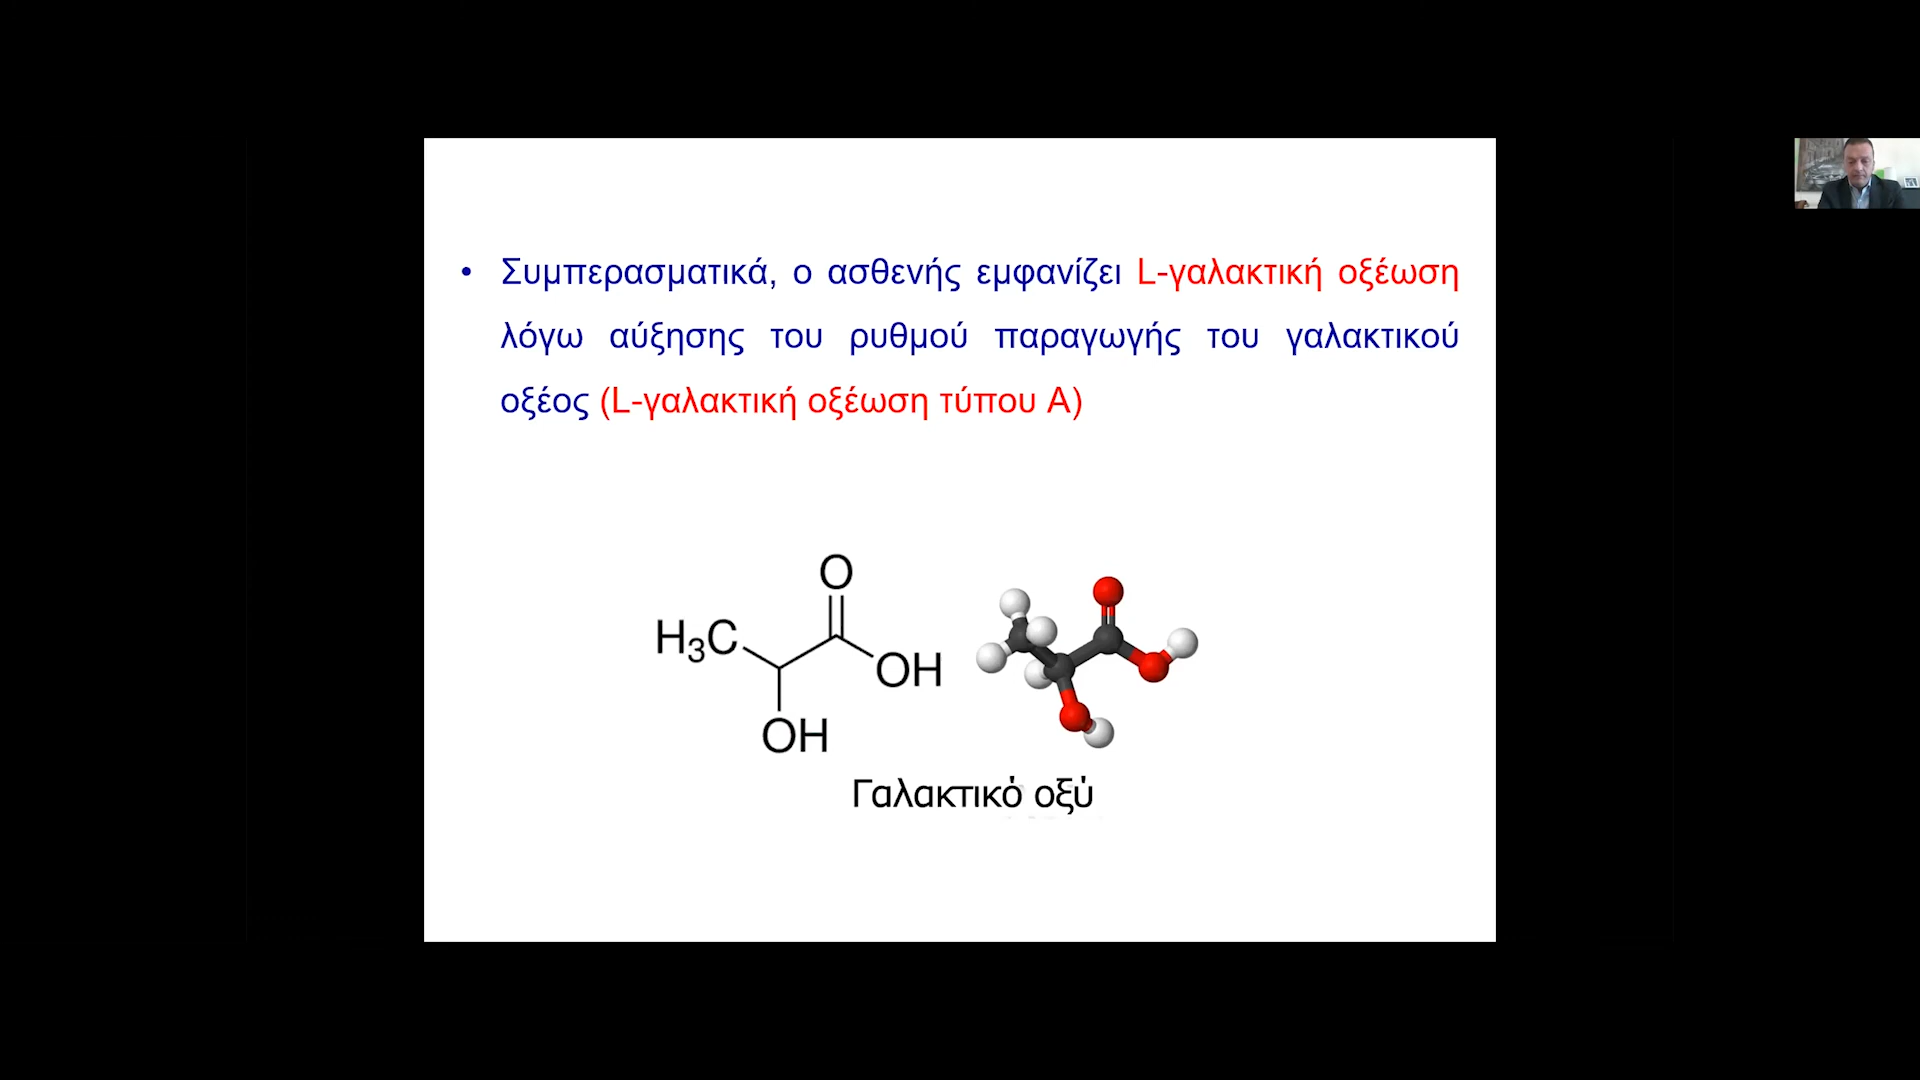 • Συμπερασματικά, ο ασθενής εμφανίζει L-γαλακτική οξέωση
λόγω αύξησης του ρυθμού παραγωγής του γαλακτικού
οξέος (L-γαλακτική οξέωση τύπου Α)
O
H₃C
OH
OH
Γαλακτικό οξύ